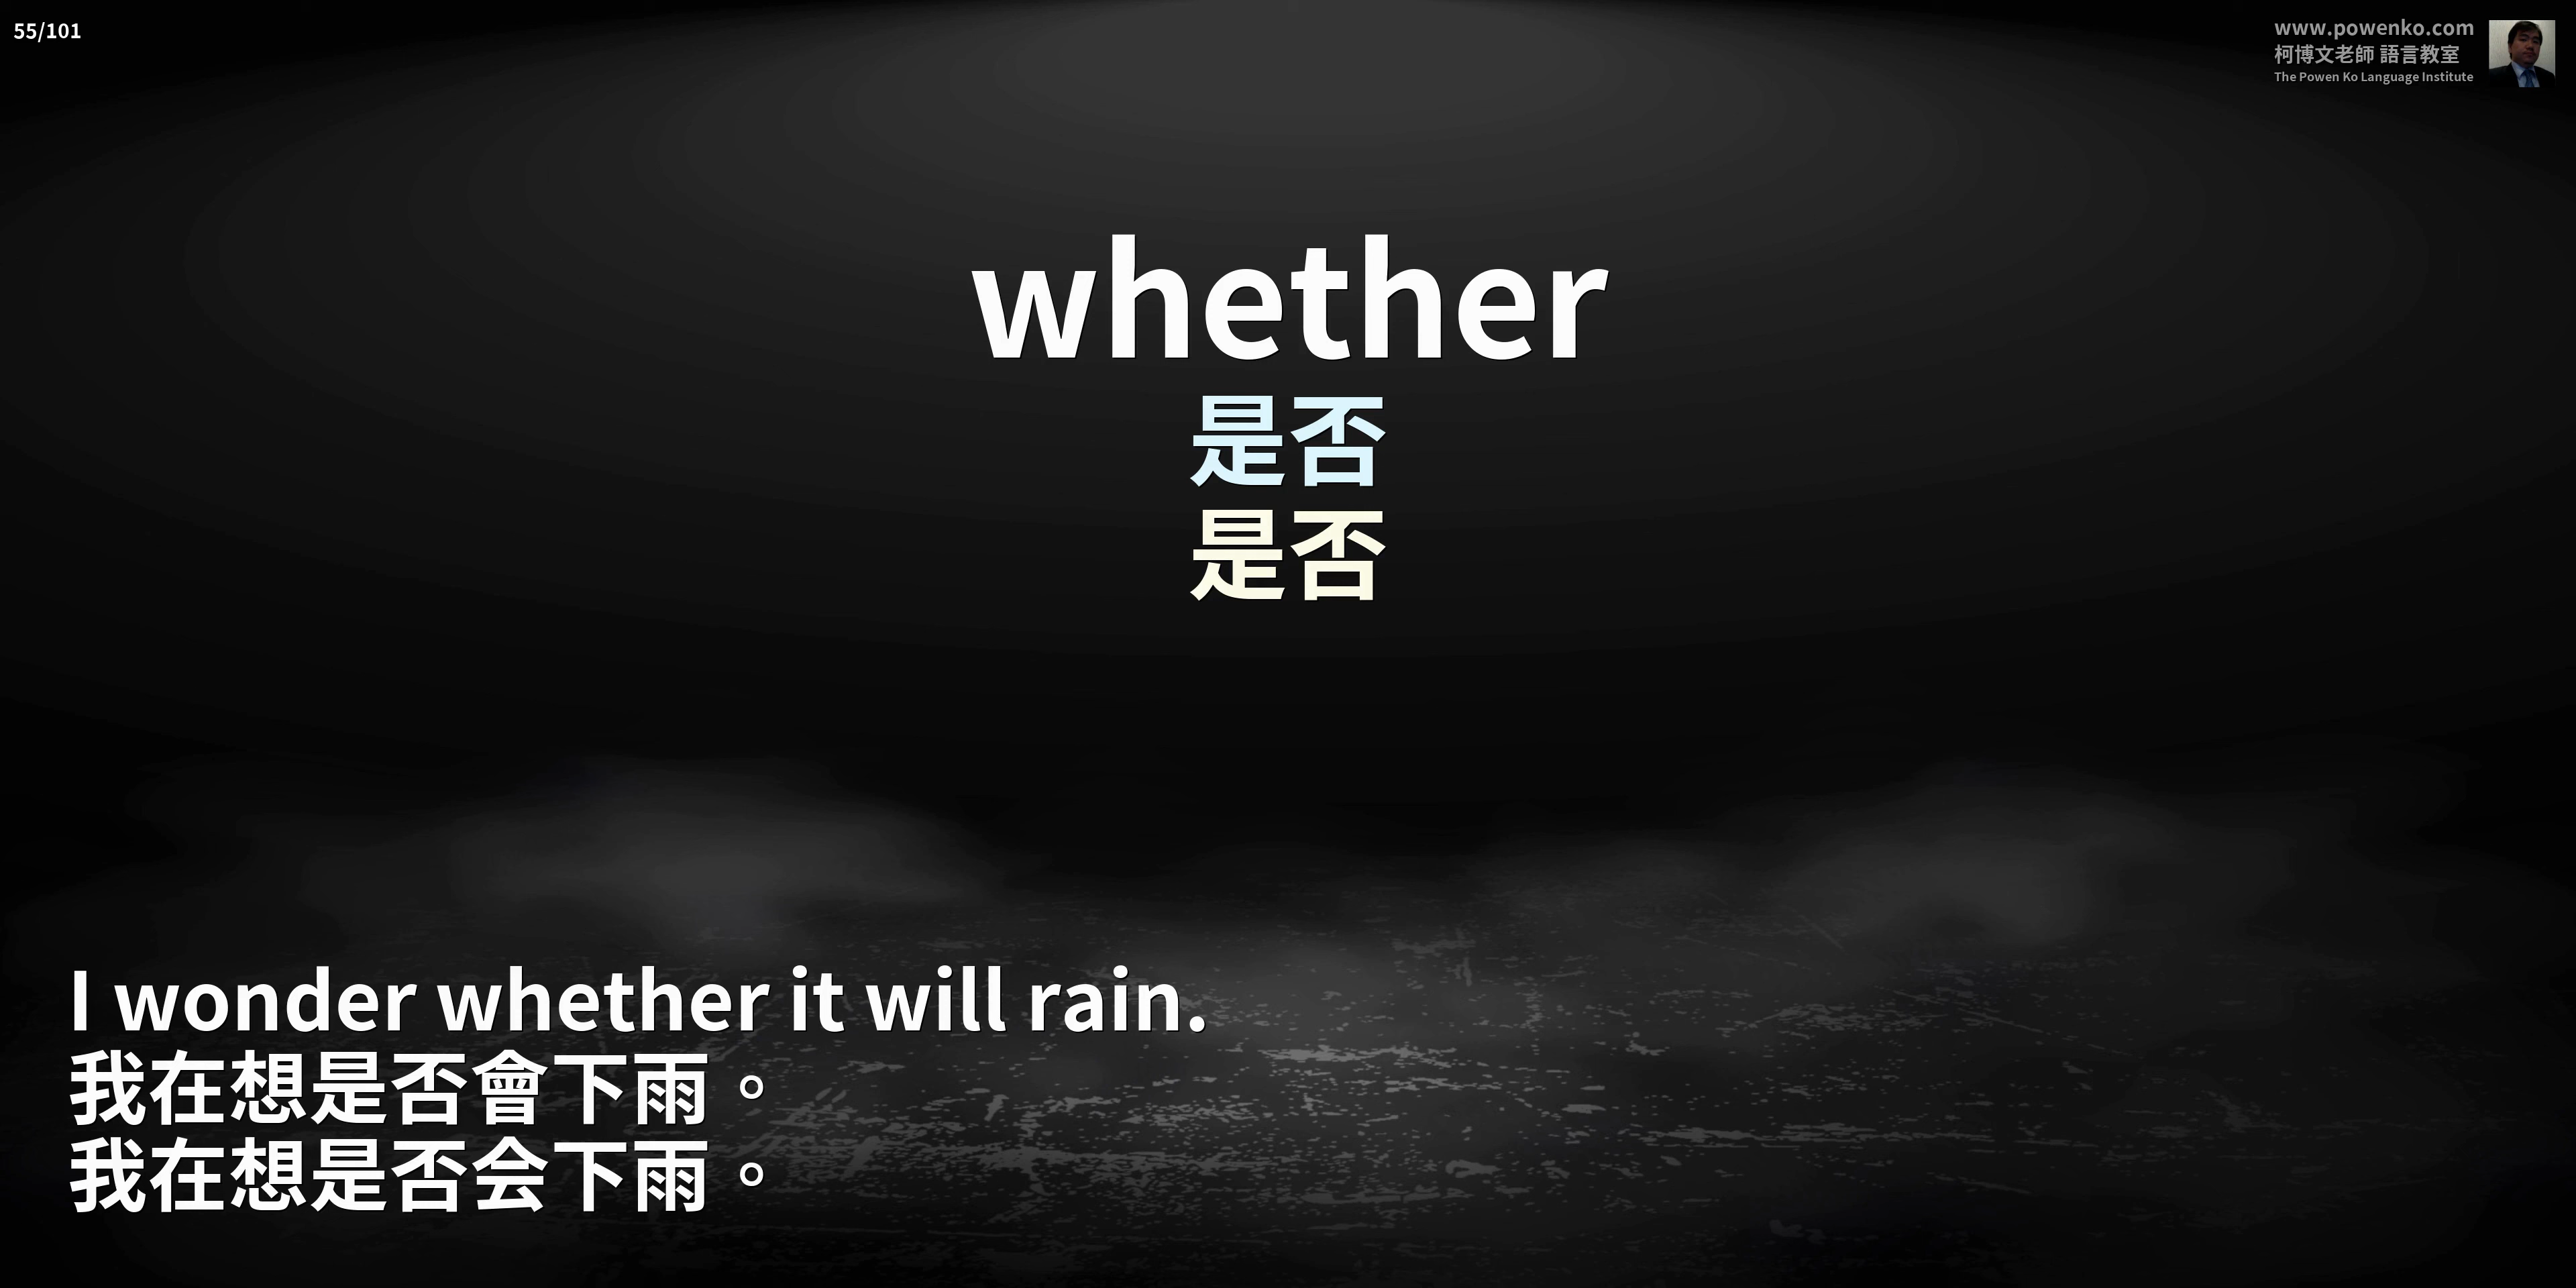 55/101
www.powenko.com
柯博文老師 語言教室
The Powen Ko Language Institute
whether
是否
是否
I wonder whether it will rain.
我在想是否會下雨。
我在想是否会下雨。